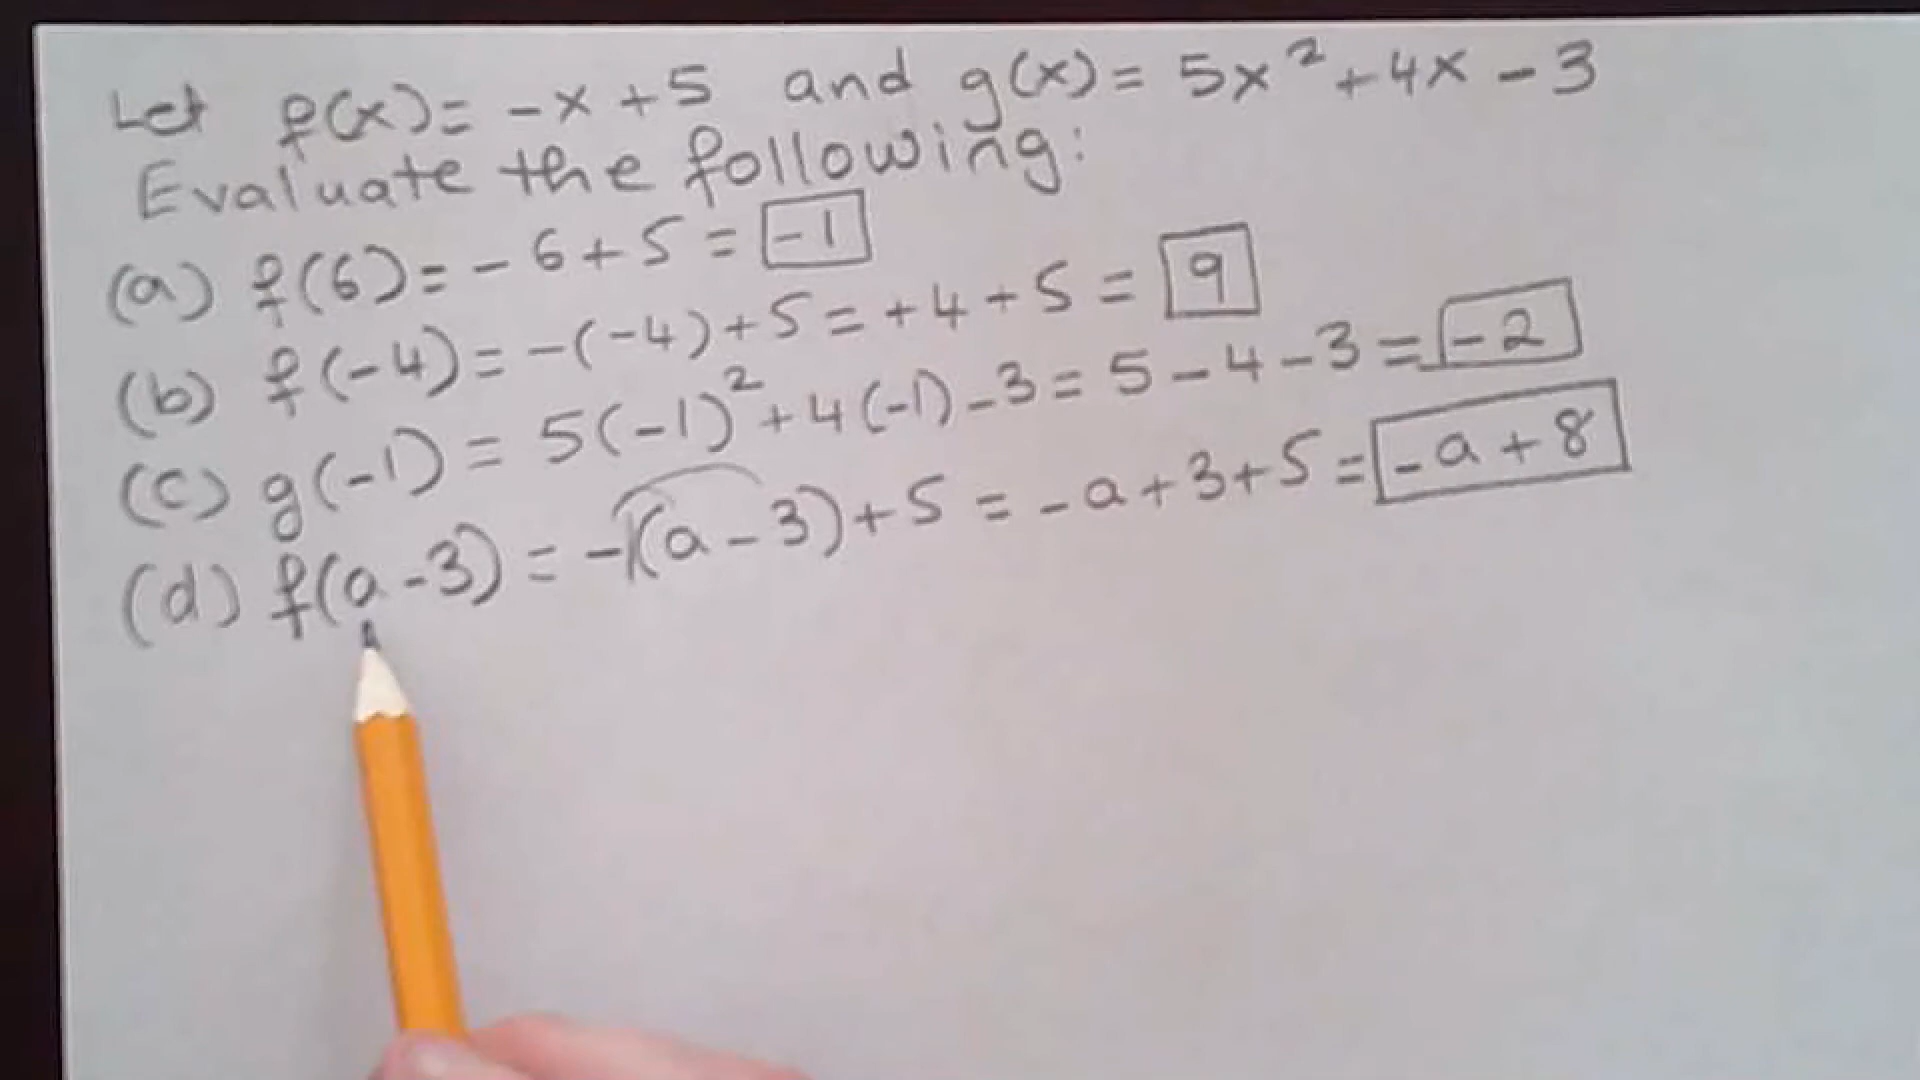 Let f(x) = -x + 5 and g(x) = 5x² + 4x - 3
Evaluate the following:
(a) f(6) = - 6 + 5 = -1
(b) f(-4) = -(-4) + 5 = +4 + 5 = 9
(c) g(-1) = 5(-1)² + 4(-1) - 3 = 5 - 4 - 3 = -2
(d) f(a-3) = -1(a - 3) + 5 = -a + 3 + 5 = -a + 8